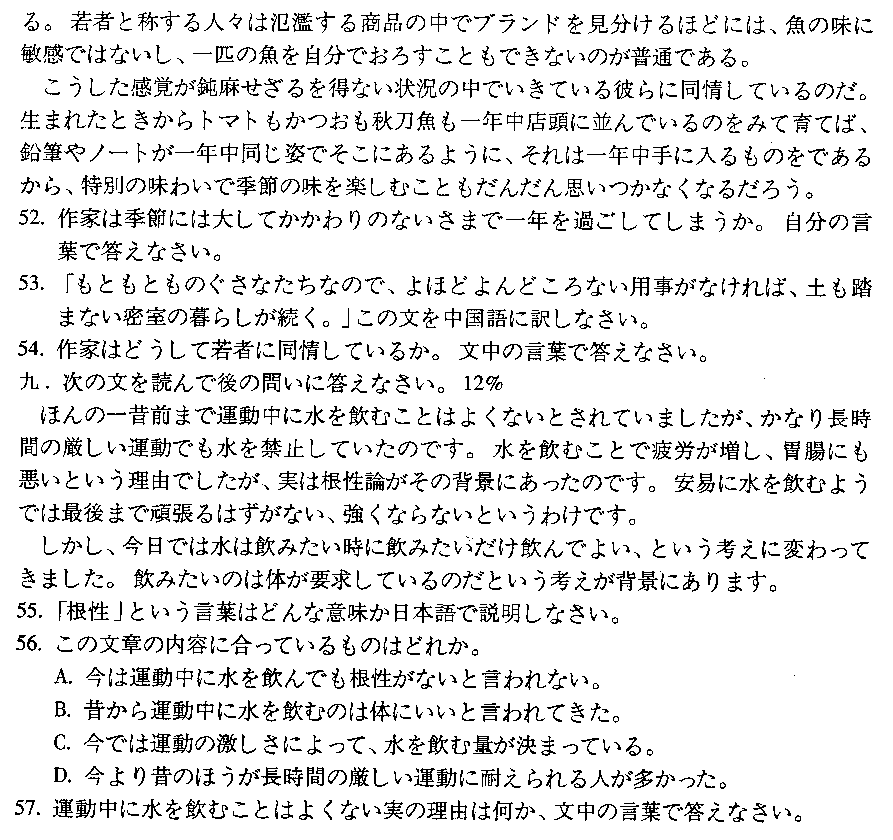 る。若者と称する人々は氾濫する商品の中でブランドを見分けるほどには、魚の味に
敏感ではないし、一匹の魚を自分でおろすこともできないのが普通である。
こうした感覚が鈍麻せざるを得ない状況の中でいきている彼らに同情しているのだ。
生まれたときからトマトもかつおも秋刀魚も一年中店頭に並んでいるのをみて育てば、
鉛筆やノートが一年中同じ姿でそこにあるように、それは一年中手に入るものをである
から、特別の味わいで季節の味を楽しむこともだんだん思いつかなくなるだろう。
52. 作家は季節には大してかかわりのないさまで一年を過ごしてしまうか。自分の言
葉で答えなさい。
53. 「もともとものぐさなたちなので、よほどよんどころない用事がなければ、土も踏
まない密室の暮らしが続く。」この文を中国語に訳しなさい。
54. 作家はどうして若者に同情しているか。文中の言葉で答えなさい。
九．次の文を読んで後の問いに答えなさい。12%
ほんの一昔前まで運動中に水を飲むことはよくないとされていましたが、かなり長時
間の厳しい運動でも水を禁止していたのです。水を飲むことで疲労が増し、胃腸にも
悪いという理由でしたが、実は根性論がその背景にあったのです。安易に水を飲むよう
では最後まで頑張るはずがない、強くならないというわけです。
しかし、今日では水は飲みたい時に飲みたいだけ飲んでよい、という考えに変わって
きました。飲みたいのは体が要求しているのだという考えが背景にあります。
55. 「根性」という言葉はどんな意味か日本語で説明しなさい。
56. この文章の内容に合っているものはどれか。
A. 今は運動中に水を飲んでも根性がないと言われない。
B. 昔から運動中に水を飲むのは体にいいと言われてきた。
C. 今では運動の激しさによって、水を飲む量が決まっている。
D. 今より昔のほうが長時間の厳しい運動に耐えられる人が多かった。
57. 運動中に水を飲むことはよくない実の理由は何か、文中の言葉で答えなさい。